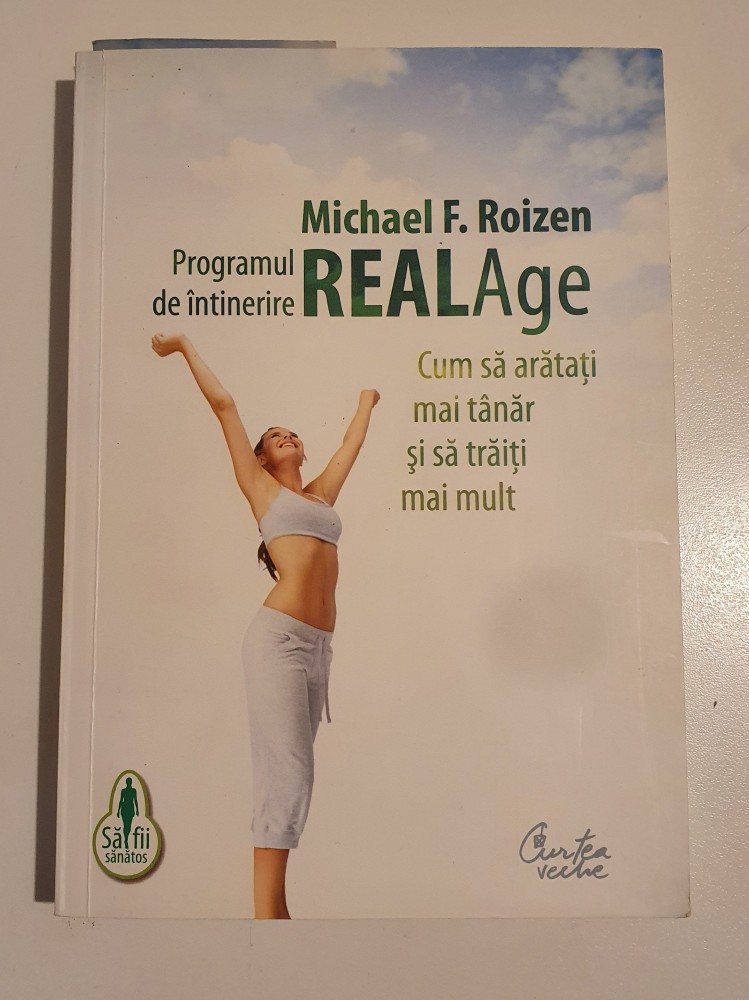 Michael F. Roizen
Programul
de întinerire
REALAge
Cum să arătați
mai tânăr
şi să trăiți
mai mult
Să fii
sănătos
Curtea
veche